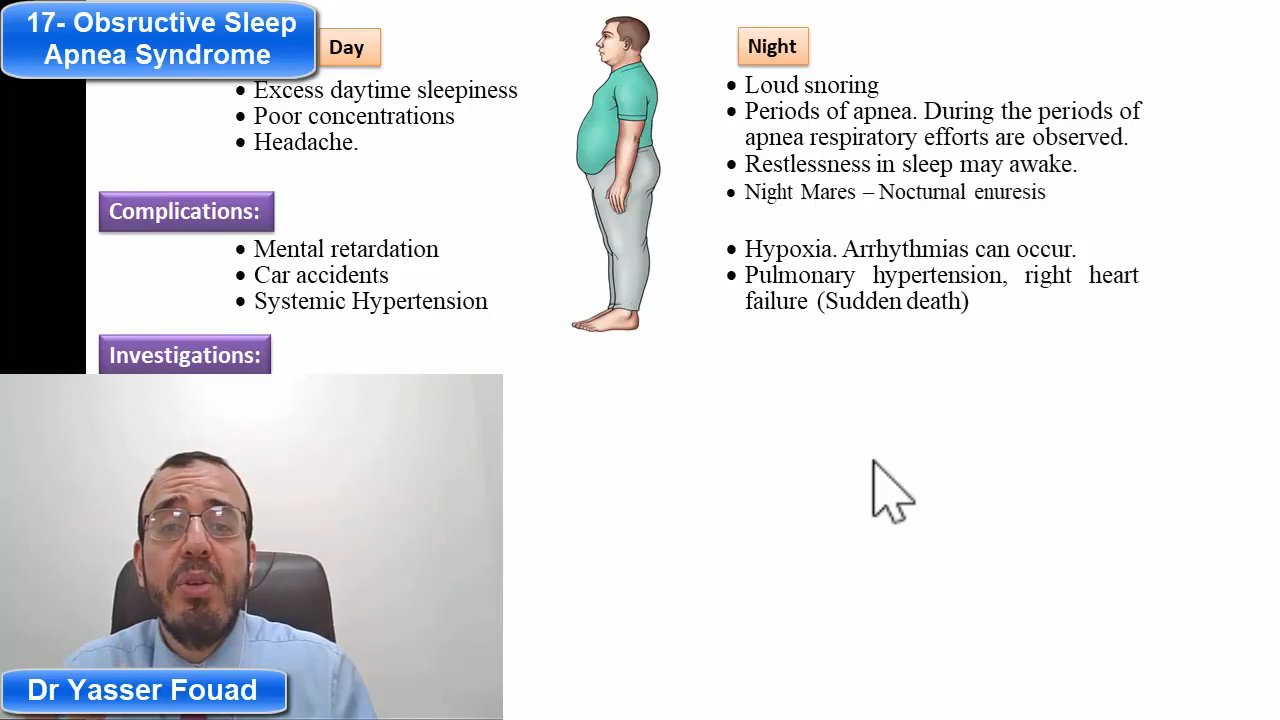 17- Obsructive Sleep
Apnea Syndrome
Day
• Excess daytime sleepiness
• Poor concentrations
• Headache.
Night
• Loud snoring
• Periods of apnea. During the periods of
apnea respiratory efforts are observed.
• Restlessness in sleep may awake.
• Night Mares – Nocturnal enuresis
Complications:
• Mental retardation
• Car accidents
• Systemic Hypertension
• Hypoxia. Arrhythmias can occur.
• Pulmonary hypertension, right heart
failure (Sudden death)
Investigations:
Dr Yasser Fouad